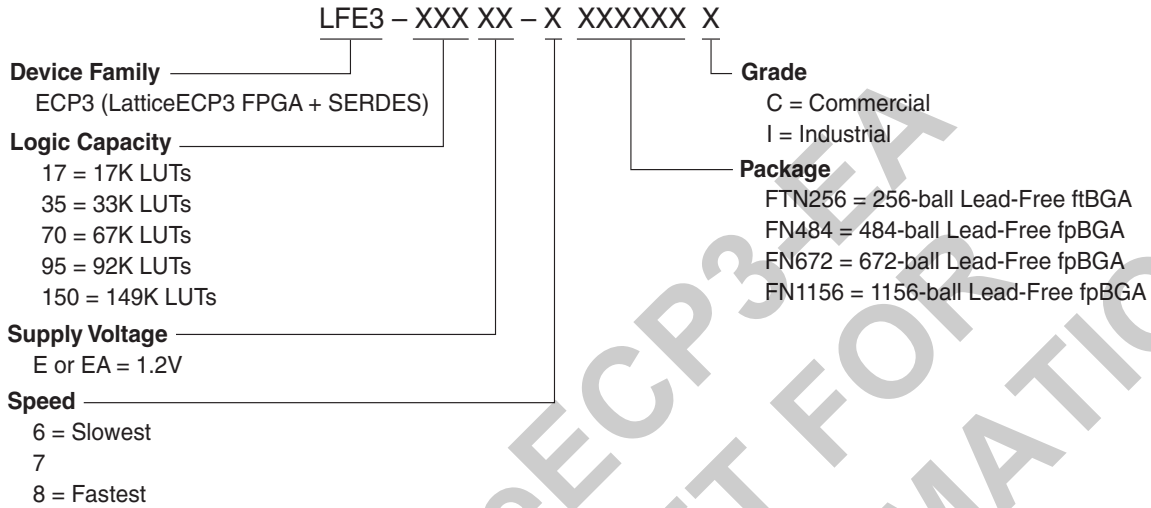 LFE3 – XXX XX – X XXXXXX X
Device Family
ECP3 (LatticeECP3 FPGA + SERDES)
Logic Capacity
17 = 17K LUTs
35 = 33K LUTs
70 = 67K LUTs
95 = 92K LUTs
150 = 149K LUTs
Supply Voltage
E or EA = 1.2V
Speed
6 = Slowest
7
8 = Fastest
Grade
C = Commercial
I = Industrial
Package
FTN256 = 256-ball Lead-Free ftBGA
FN484 = 484-ball Lead-Free fpBGA
FN672 = 672-ball Lead-Free fpBGA
FN1156 = 1156-ball Lead-Free fpBGA
ECP3-EA
FOR